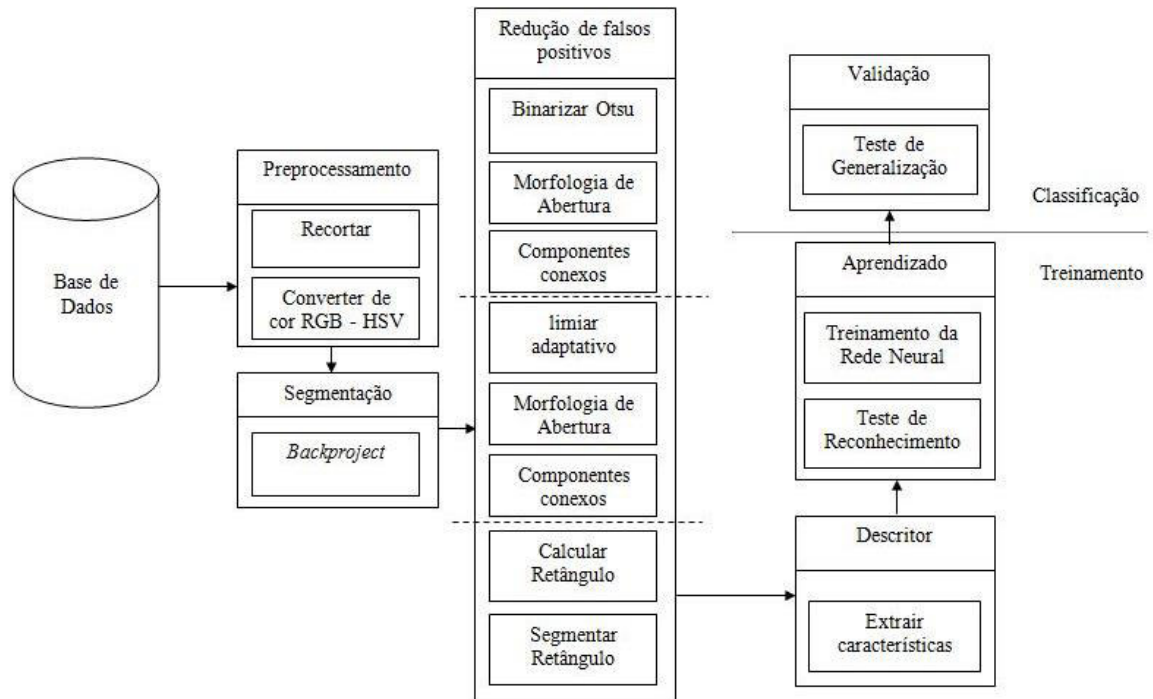 Base de
Dados
Preprocessamento
Recortar
Converter de
cor RGB - HSV
Segmentação
Backproject
Redução de falsos
positivos
Binarizar Otsu
Morfologia de
Abertura
Componentes
conexos
limiar
adaptativo
Morfologia de
Abertura
Componentes
conexos
Calcular
Retângulo
Segmentar
Retângulo
Descritor
Extrair
características
Aprendizado
Treinamento da
Rede Neural
Teste de
Reconhecimento
Treinamento
Validação
Teste de
Generalização
Classificação